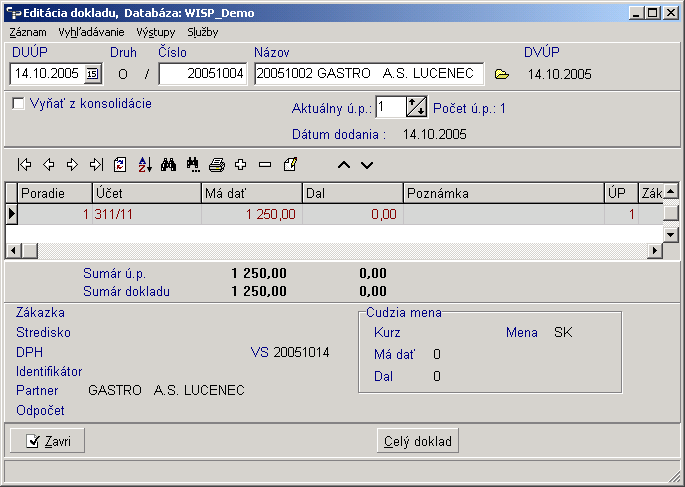 Editácia dokladu, Databáza: WISP_Demo
Záznam Vyhľadávanie Výstupy Služby
DUÚP Druh Číslo Názov DVÚP
14.10.2005 15 O / 20051004 20051002 GASTRO A.S. LUCENEC 14.10.2005
Vyňať z konsolidácie
Aktuálny ú.p.: 1 Počet ú.p.: 1
Dátum dodania : 14.10.2005
Poradie Účet Má dať Dal Poznámka ÚP Zák
1 311/11 1 250,00 0,00 1
Sumár ú.p. 1 250,00 0,00
Sumár dokladu 1 250,00 0,00
Zákazka
Stredisko
DPH VS 20051014
Identifikátor
Partner GASTRO A.S. LUCENEC
Odpočet
Cudzia mena
Kurz Mena SK
Má dať 0
Dal 0
Zavri Celý doklad